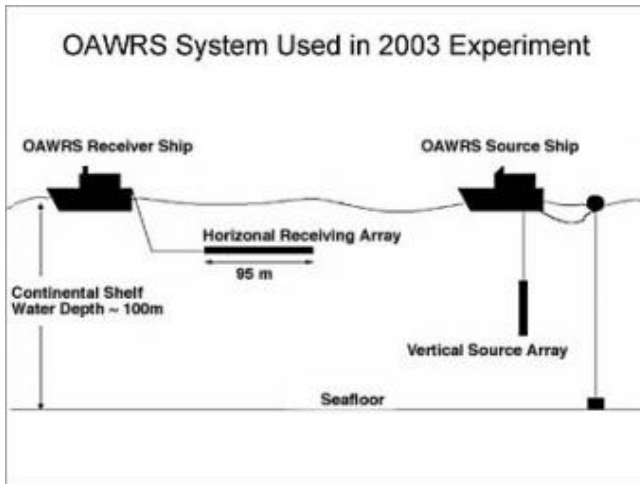 OAWRS System Used in 2003 Experiment
OAWRS Receiver Ship
OAWRS Source Ship
Horizonal Receiving Array
95 m
Continental Shelf
Water Depth ~ 100m
Vertical Source Array
Seafloor